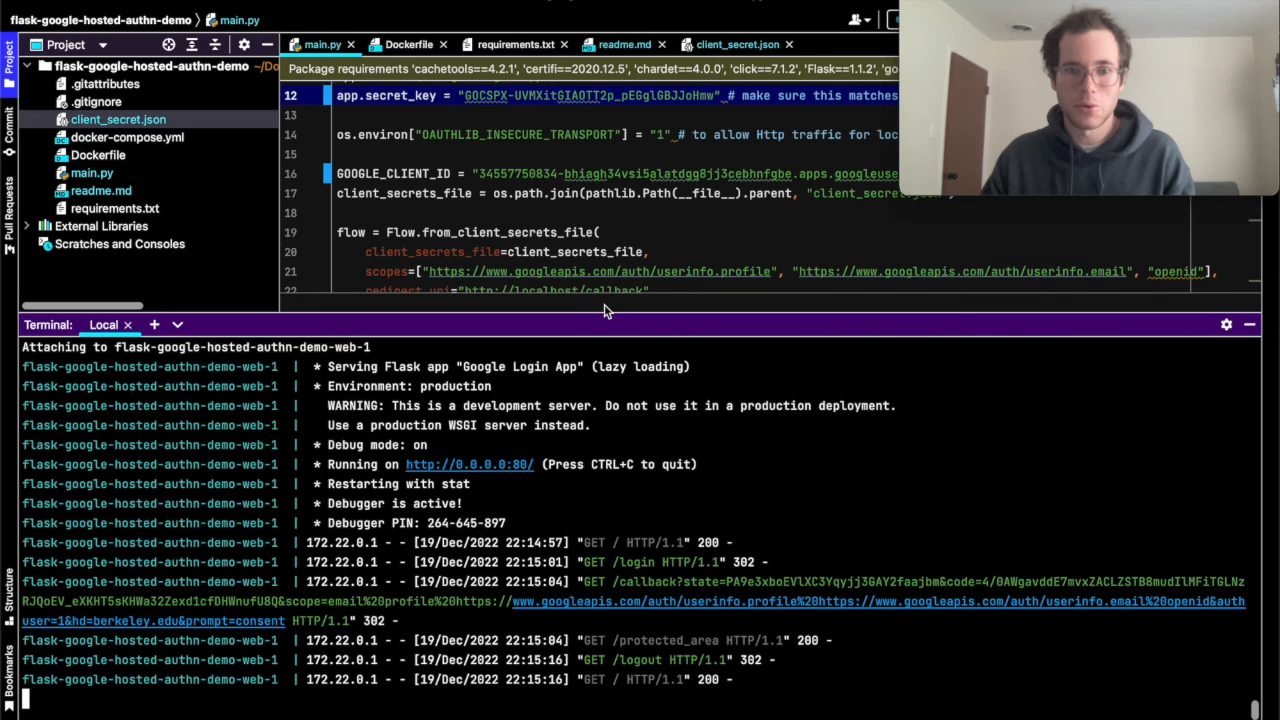 flask-google-hosted-authn-demo main.py
Project
main.py Dockerfile requirements.txt readme.md client_secret.json
Package requirements 'cachetools==4.2.1', 'certifi==2020.12.5', 'chardet==4.0.0', 'click==7.1.2', 'Flask==1.1.2', 'go
flask-google-hosted-authn-demo ~/Do
.gitattributes
.gitignore
client_secret.json
docker-compose.yml
Dockerfile
main.py
readme.md
requirements.txt
External Libraries
Scratches and Consoles
Project
Commit
Pull Requests
Structure
Bookmarks
12 app.secret_key = "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" # make sure this matches
13
14 os.environ["OAUTHLIB_INSECURE_TRANSPORT"] = "1" # to allow Http traffic for loc
15
16 GOOGLE_CLIENT_ID = "34557750834-bhiagh34vsi5alatdgg8jj3cebhnfgbe.apps.googleuse
17 client_secrets_file = os.path.join(pathlib.Path(__file__).parent, "client_secret.json")
18
19 flow = Flow.from_client_secrets_file(
20 client_secrets_file=client_secrets_file,
21 scopes=["https://www.googleapis.com/auth/userinfo.profile", "https://www.googleapis.com/auth/userinfo.email", "openid"],
22 redirect_uri="http://localhost/callback"
Terminal: Local
Attaching to flask-google-hosted-authn-demo-web-1
flask-google-hosted-authn-demo-web-1 | * Serving Flask app "Google Login App" (lazy loading)
flask-google-hosted-authn-demo-web-1 | * Environment: production
flask-google-hosted-authn-demo-web-1 | WARNING: This is a development server. Do not use it in a production deployment.
flask-google-hosted-authn-demo-web-1 | Use a production WSGI server instead.
flask-google-hosted-authn-demo-web-1 | * Debug mode: on
flask-google-hosted-authn-demo-web-1 | * Running on http://0.0.0.0:80/ (Press CTRL+C to quit)
flask-google-hosted-authn-demo-web-1 | * Restarting with stat
flask-google-hosted-authn-demo-web-1 | * Debugger is active!
flask-google-hosted-authn-demo-web-1 | * Debugger PIN: 264-645-897
flask-google-hosted-authn-demo-web-1 | 172.22.0.1 - - [19/Dec/2022 22:14:57] "GET / HTTP/1.1" 200 -
flask-google-hosted-authn-demo-web-1 | 172.22.0.1 - - [19/Dec/2022 22:15:01] "GET /login HTTP/1.1" 302 -
flask-google-hosted-authn-demo-web-1 | 172.22.0.1 - - [19/Dec/2022 22:15:04] "GET /callback?state=PA9e3xboEVlXC3Yqyjj3GAY2faajbm&code=4/0AWgavddE7mvxZACLZSTB8mudIlMFiTGLNz
RJQoEV_eXKHT5sKHWa32Zexd1cfDHWnufU8Q&scope=email%20profile%20https://www.googleapis.com/auth/userinfo.profile%20https://www.googleapis.com/auth/userinfo.email%20openid&auth
user=1&hd=berkeley.edu&prompt=consent HTTP/1.1" 302 -
flask-google-hosted-authn-demo-web-1 | 172.22.0.1 - - [19/Dec/2022 22:15:04] "GET /protected_area HTTP/1.1" 200 -
flask-google-hosted-authn-demo-web-1 | 172.22.0.1 - - [19/Dec/2022 22:15:16] "GET /logout HTTP/1.1" 302 -
flask-google-hosted-authn-demo-web-1 | 172.22.0.1 - - [19/Dec/2022 22:15:16] "GET / HTTP/1.1" 200 -